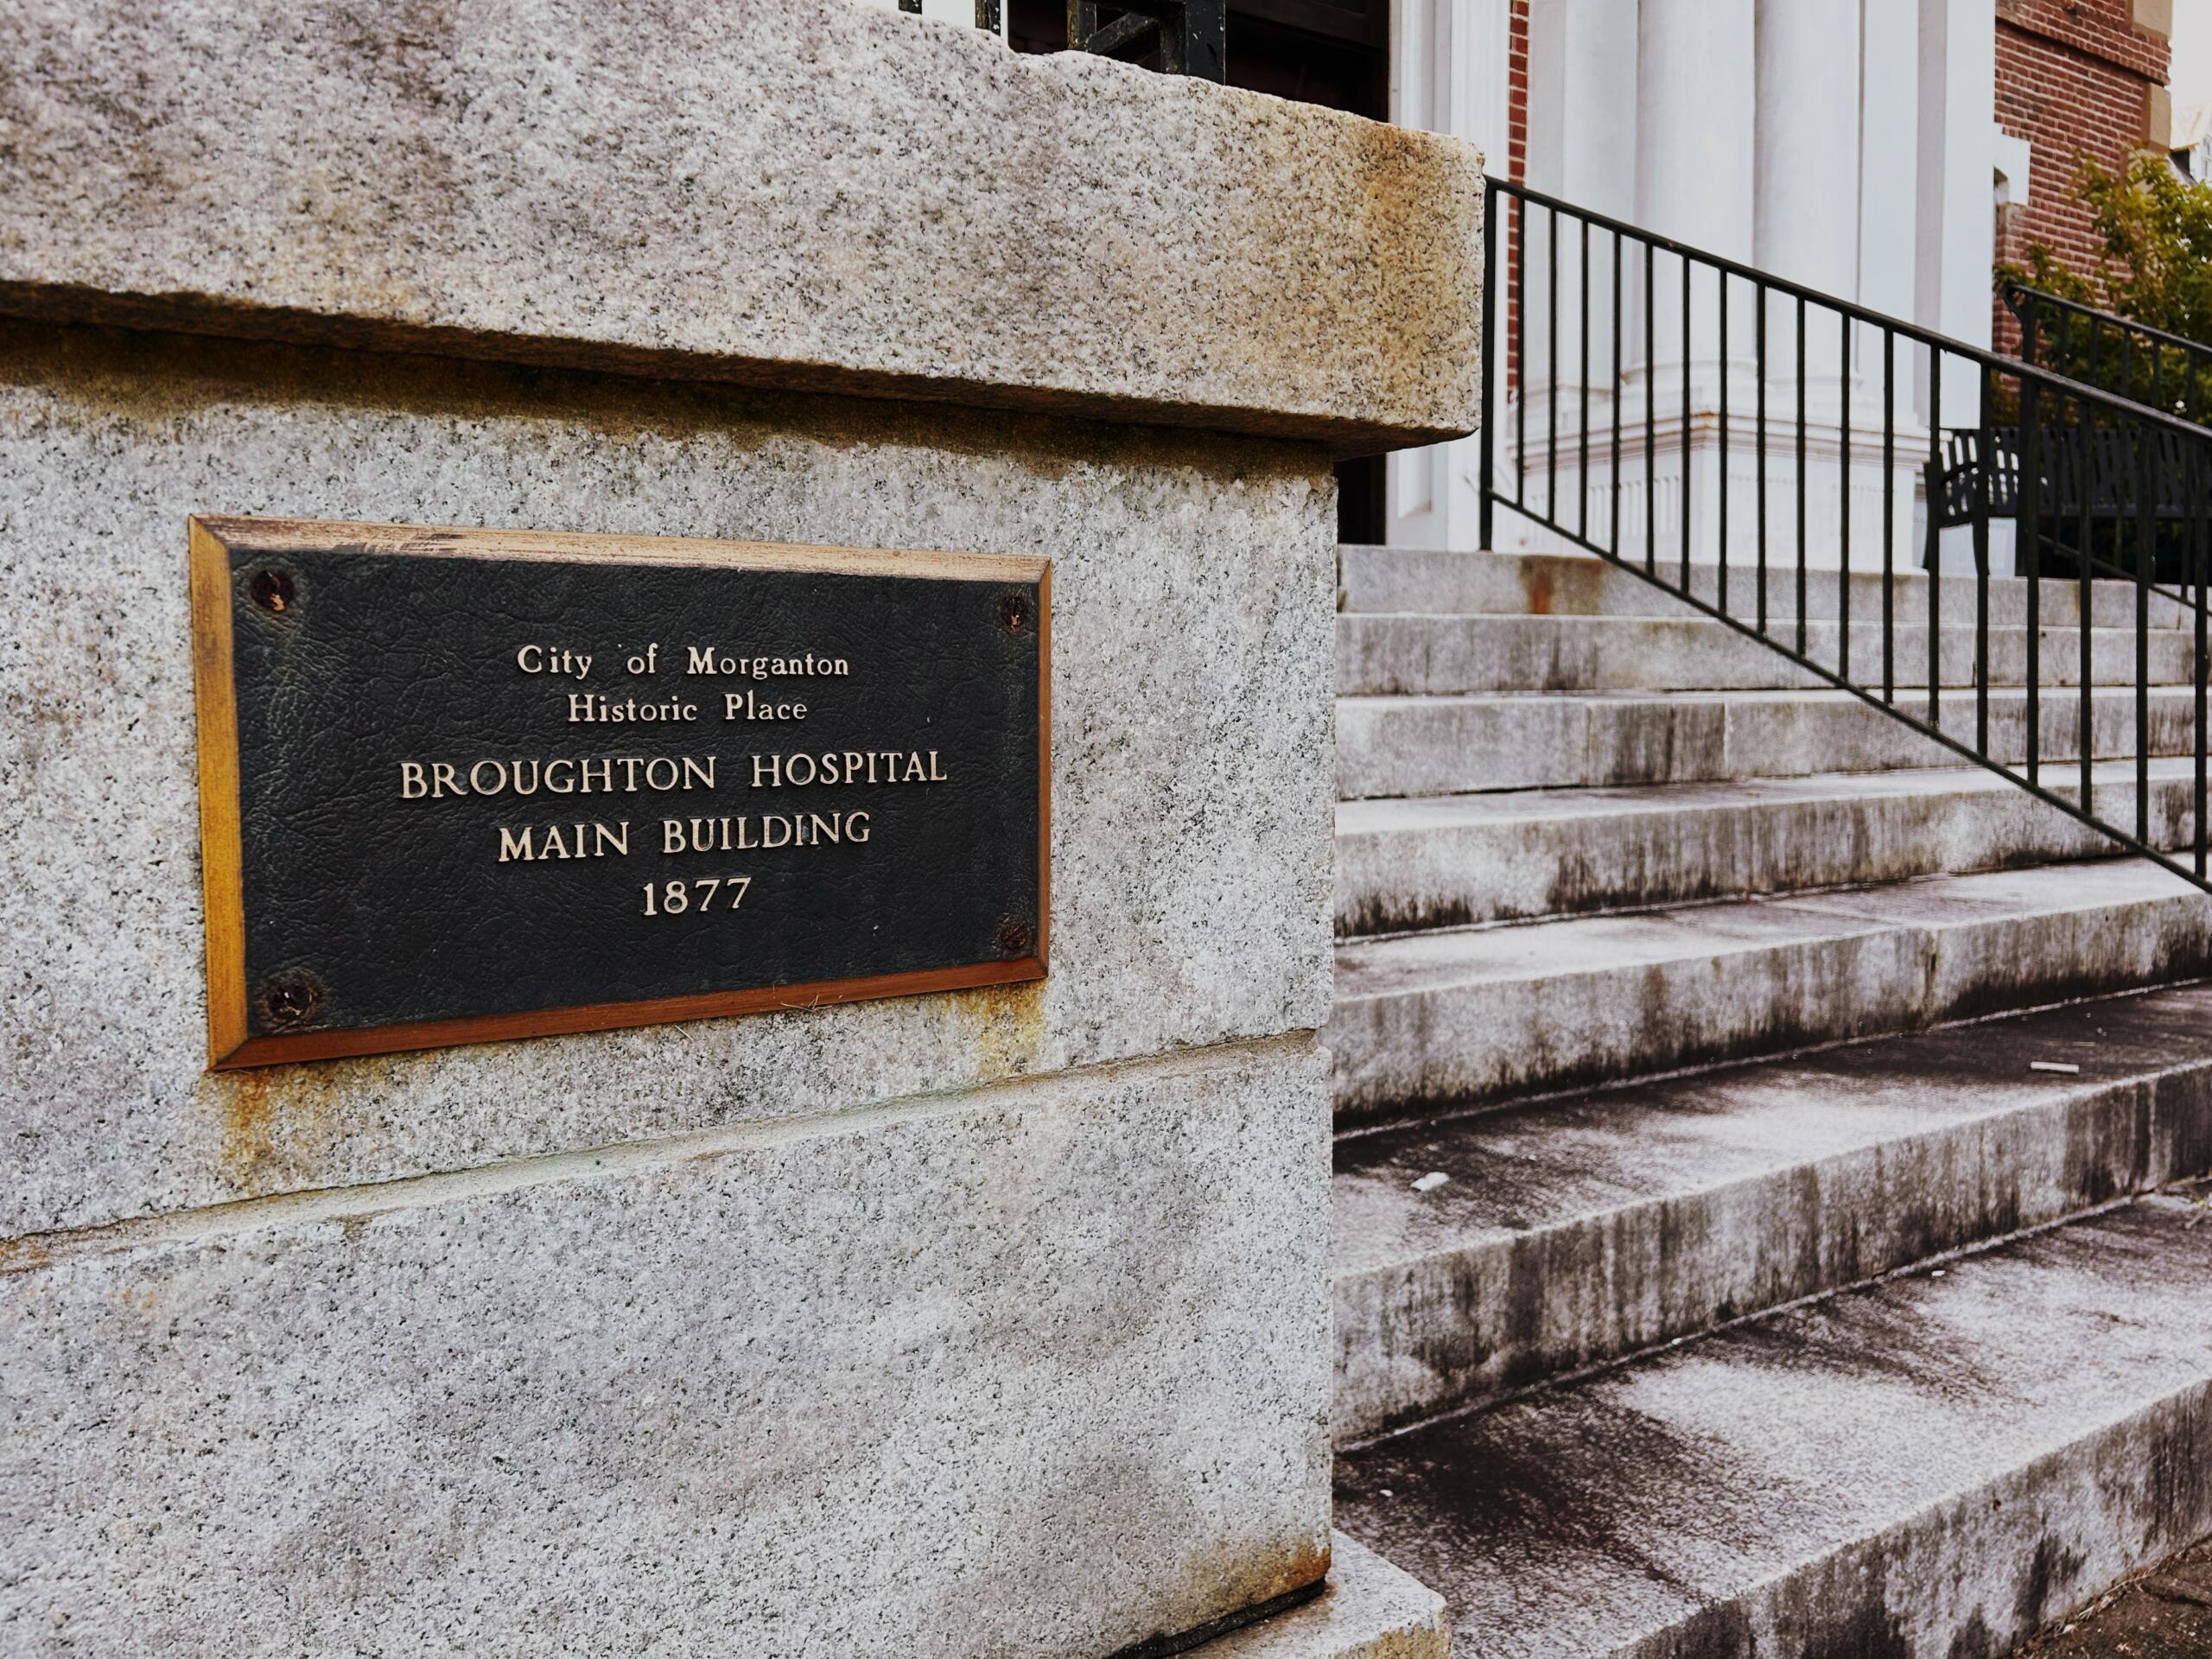 City of Morganton
Historic Place
BROUGHTON HOSPITAL
MAIN BUILDING
1877